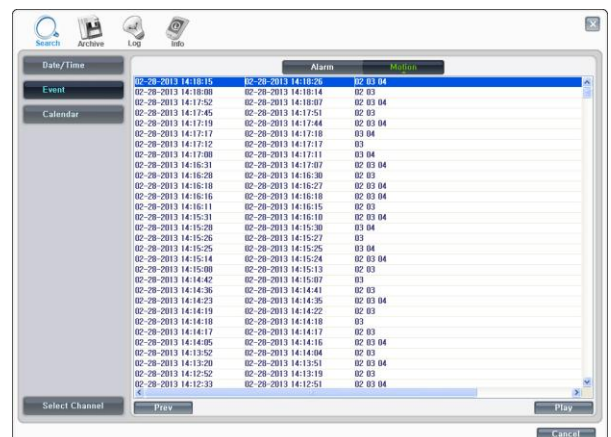 Search Archive Log Info
Date/Time
Event
Calendar
Select Channel
Alarm Motion
02-28-2013 14:18:15 02-28-2013 14:18:26 02 03 04
02-28-2013 14:18:08 02-28-2013 14:18:14 02 03
02-28-2013 14:17:52 02-28-2013 14:18:07 02 03 04
02-28-2013 14:17:45 02-28-2013 14:17:51 02 03
02-28-2013 14:17:19 02-28-2013 14:17:44 02 03 04
02-28-2013 14:17:17 02-28-2013 14:17:18 03 04
02-28-2013 14:17:12 02-28-2013 14:17:17 03
02-28-2013 14:17:08 02-28-2013 14:17:11 03 04
02-28-2013 14:16:31 02-28-2013 14:17:07 02 03 04
02-28-2013 14:16:28 02-28-2013 14:16:30 02 03
02-28-2013 14:16:18 02-28-2013 14:16:27 02 03 04
02-28-2013 14:16:16 02-28-2013 14:16:18 02 03 04
02-28-2013 14:16:11 02-28-2013 14:16:15 02 03
02-28-2013 14:15:31 02-28-2013 14:16:10 02 03 04
02-28-2013 14:15:28 02-28-2013 14:15:30 03 04
02-28-2013 14:15:26 02-28-2013 14:15:27 03
02-28-2013 14:15:25 02-28-2013 14:15:25 03 04
02-28-2013 14:15:14 02-28-2013 14:15:24 02 03 04
02-28-2013 14:15:08 02-28-2013 14:15:13 02 03
02-28-2013 14:14:42 02-28-2013 14:15:07 03
02-28-2013 14:14:36 02-28-2013 14:14:41 02 03
02-28-2013 14:14:23 02-28-2013 14:14:35 02 03 04
02-28-2013 14:14:19 02-28-2013 14:14:22 02 03
02-28-2013 14:14:18 02-28-2013 14:14:18 03
02-28-2013 14:14:17 02-28-2013 14:14:17 02 03
02-28-2013 14:14:05 02-28-2013 14:14:16 02 03 04
02-28-2013 14:13:52 02-28-2013 14:14:04 02 03
02-28-2013 14:13:20 02-28-2013 14:13:51 02 03 04
02-28-2013 14:12:52 02-28-2013 14:13:19 02 03
02-28-2013 14:12:33 02-28-2013 14:12:51 02 03 04
Prev Play
Cancel